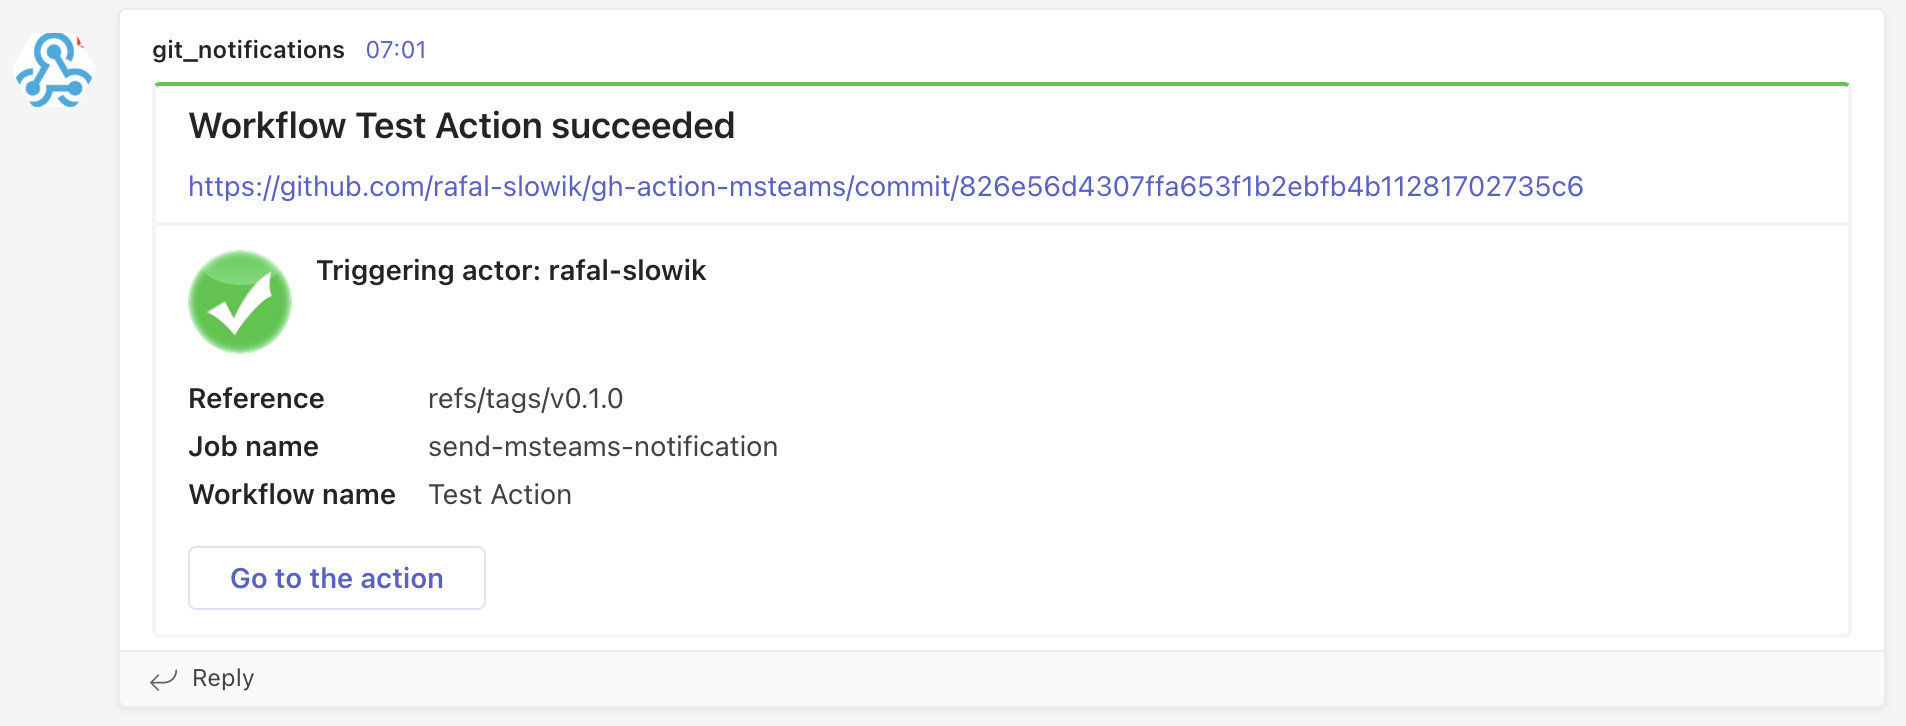 git_notifications 07:01
Workflow Test Action succeeded
https://github.com/rafal-slowik/gh-action-msteams/commit/826e56d4307ffa653f1b2ebfb4b11281702735c6
Triggering actor: rafal-slowik
Reference refs/tags/v0.1.0
Job name send-msteams-notification
Workflow name Test Action
Go to the action
Reply